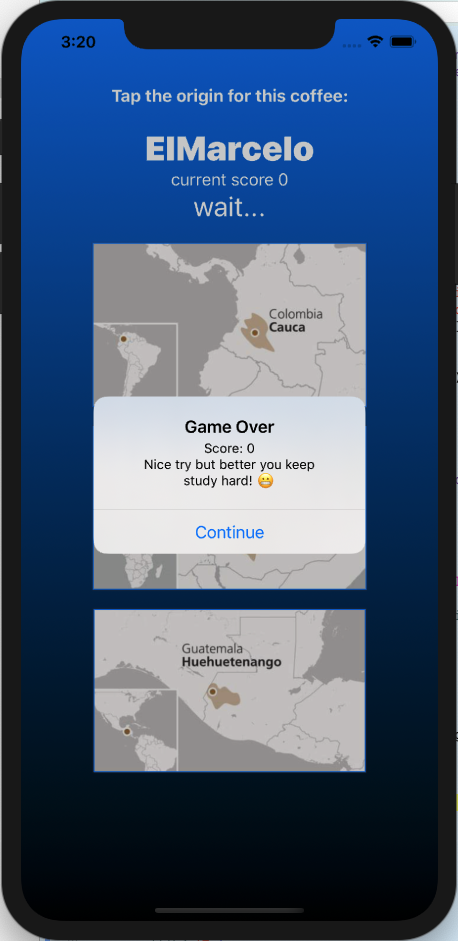 3:20
Tap the origin for this coffee:
ElMarcelo
current score 0
wait...
Colombia
Cauca
Game Over
Score: 0
Nice try but better you keep
study hard! 😬
Continue
Guatemala
Huehuetenango